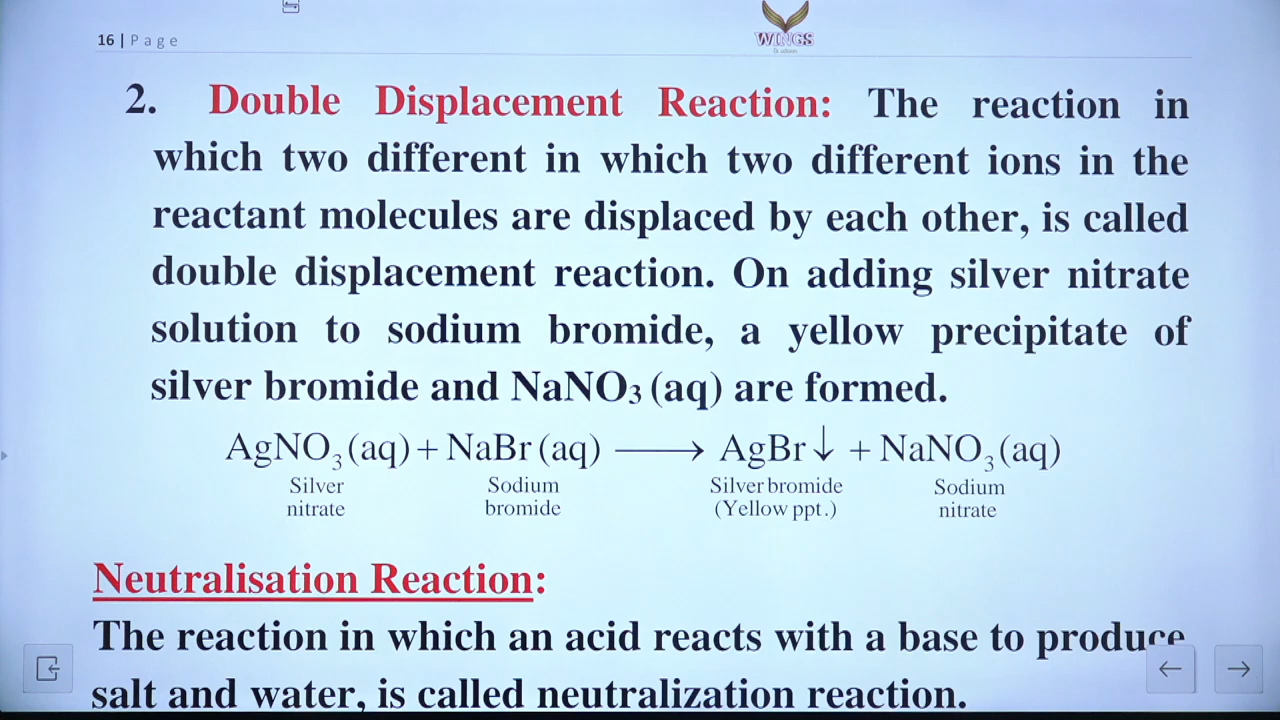 16 | Page
WINGS
2. Double Displacement Reaction: The reaction in
which two different in which two different ions in the
reactant molecules are displaced by each other, is called
double displacement reaction. On adding silver nitrate
solution to sodium bromide, a yellow precipitate of
silver bromide and NaNO₃ (aq) are formed.
AgNO₃(aq) + NaBr (aq) ⟶ AgBr↓ + NaNO₃(aq)
Silver Sodium Silver bromide Sodium
nitrate bromide (Yellow ppt.) nitrate
Neutralisation Reaction:
The reaction in which an acid reacts with a base to produce
salt and water, is called neutralization reaction.